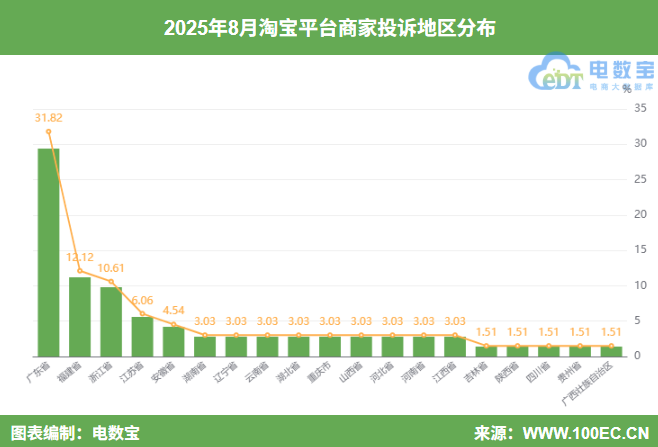 2025年8月淘宝平台商家投诉地区分布
电数宝
EDT
电商大数据库
%
35
30
25
20
15
10
5
0
31.82
12.12
10.61
6.06
4.54
3.03
3.03
3.03
3.03
3.03
3.03
3.03
3.03
3.03
1.51
1.51
1.51
1.51
1.51
广东省
福建省
浙江省
江苏省
安徽省
湖南省
辽宁省
云南省
湖北省
重庆市
山西省
河北省
河南省
江西省
吉林省
陕西省
四川省
贵州省
广西壮族自治区
图表编制：电数宝
来源：WWW.100EC.CN